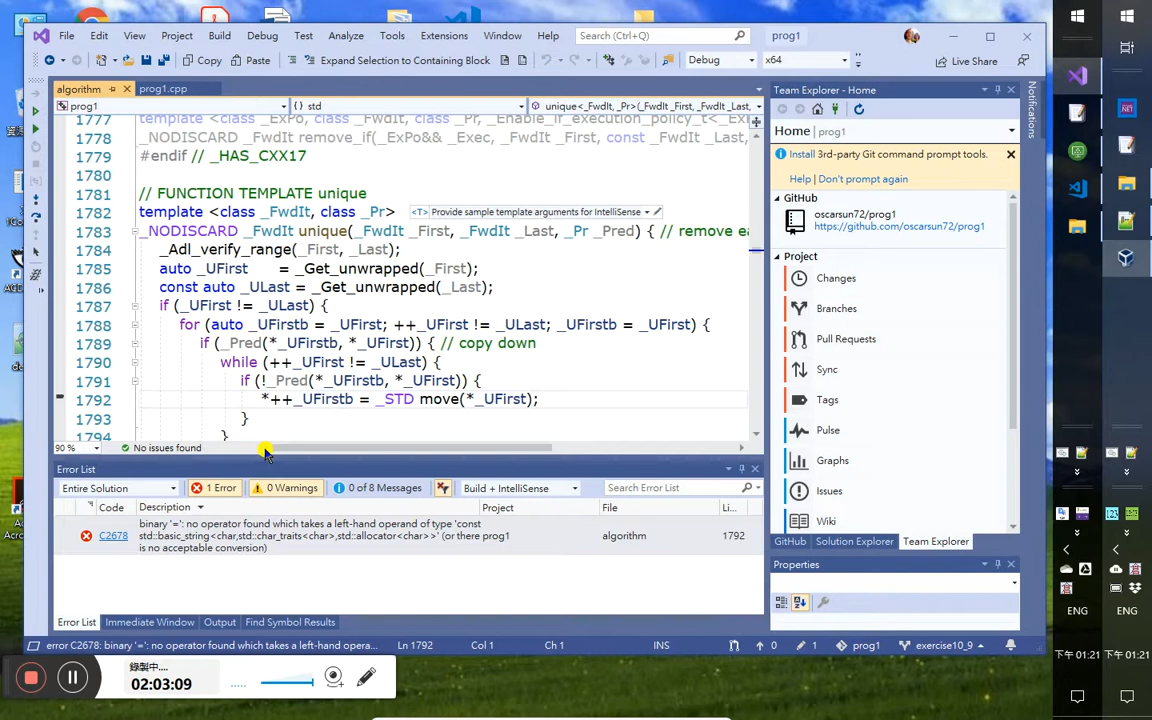 File Edit View Project Build Debug Test Analyze Tools Extensions Window Help Search (Ctrl+Q) prog1
Copy Paste Expand Selection to Containing Block Debug x64 Live Share
algorithm prog1.cpp
prog1 std unique<_FwdIt, _Pr>(_FwdIt _First, _FwdIt _Last,
1777 template <class _ExPo, class _FwdIt, class _Pr, _Enable_if_execution_policy_t<_Ex
1778 _NODISCARD _FwdIt remove_if(_ExPo&& _Exec, _FwdIt _First, const _FwdIt _Last,
1779 #endif // _HAS_CXX17
1780
1781 // FUNCTION TEMPLATE unique
1782 template <class _FwdIt, class _Pr> <T> Provide sample template arguments for IntelliSense
1783 _NODISCARD _FwdIt unique(_FwdIt _First, _FwdIt _Last, _Pr _Pred) { // remove ea
1784 _Adl_verify_range(_First, _Last);
1785 auto _UFirst = _Get_unwrapped(_First);
1786 const auto _ULast = _Get_unwrapped(_Last);
1787 if (_UFirst != _ULast) {
1788 for (auto _UFirstb = _UFirst; ++_UFirst != _ULast; _UFirstb = _UFirst) {
1789 if (_Pred(*_UFirstb, *_UFirst)) { // copy down
1790 while (++_UFirst != _ULast) {
1791 if (!_Pred(*_UFirstb, *_UFirst)) {
1792 *++_UFirstb = _STD move(*_UFirst);
1793 }
1794 }
90 % No issues found
Error List
Entire Solution 1 Error 0 Warnings 0 of 8 Messages Build + IntelliSense Search Error List
Code Description Project File Li...
C2678 binary '=': no operator found which takes a left-hand operand of type 'const
std::basic_string<char,std::char_traits<char>,std::allocator<char>>' (or there prog1 algorithm 1792
is no acceptable conversion)
Error List Immediate Window Output Find Symbol Results
error C2678: binary '=': no operator found which takes a left-hand opera... Ln 1792 Col 1 Ch 1 INS 0 1 prog1 exercise10_9
Team Explorer - Home
Home prog1
Install 3rd-party Git command prompt tools.
Help Don't prompt again
GitHub
oscarsun72/prog1
https://github.com/oscarsun72/prog1
Project
Changes
Branches
Pull Requests
Sync
Tags
Pulse
Graphs
Issues
Wiki
GitHub Solution Explorer Team Explorer
Properties
Notifications
錄製中....
02:03:09
ENG ENG
下午 01:21 下午 01:21